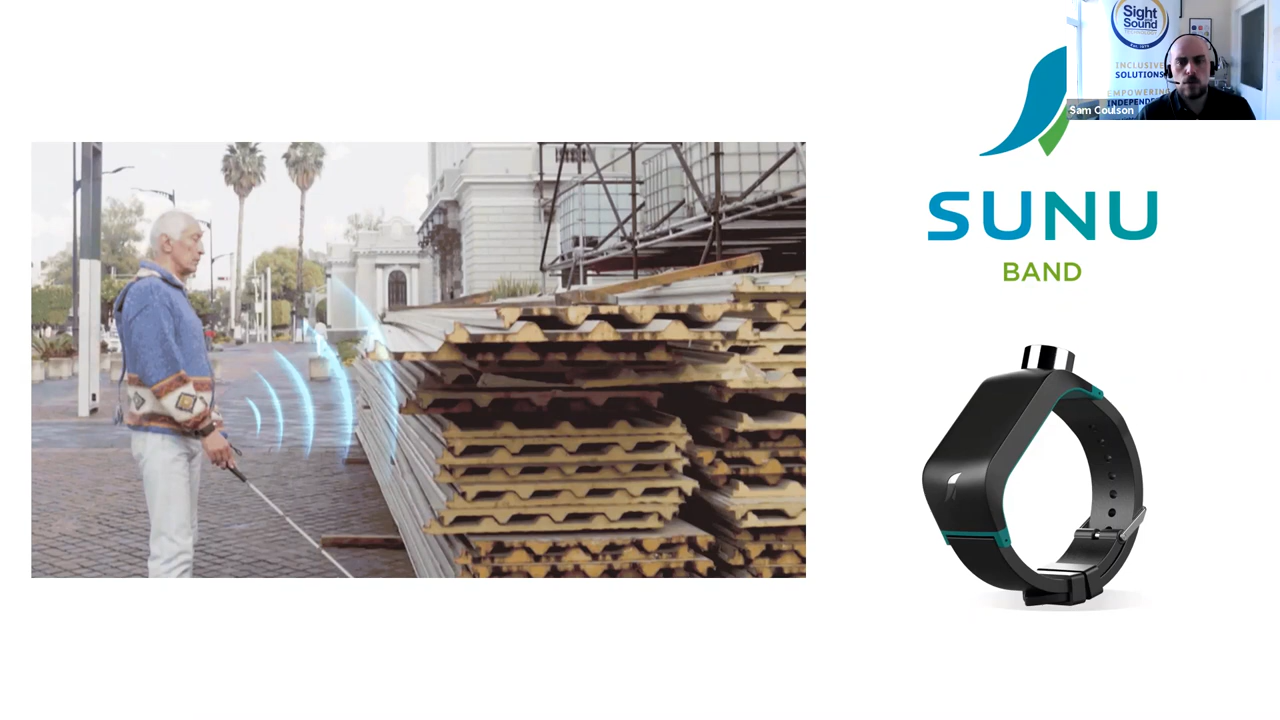 Sight
Sound
INCLUSIVE
SOLUTIONS
EMPOWERING
Sam Coulson
SUNU
BAND